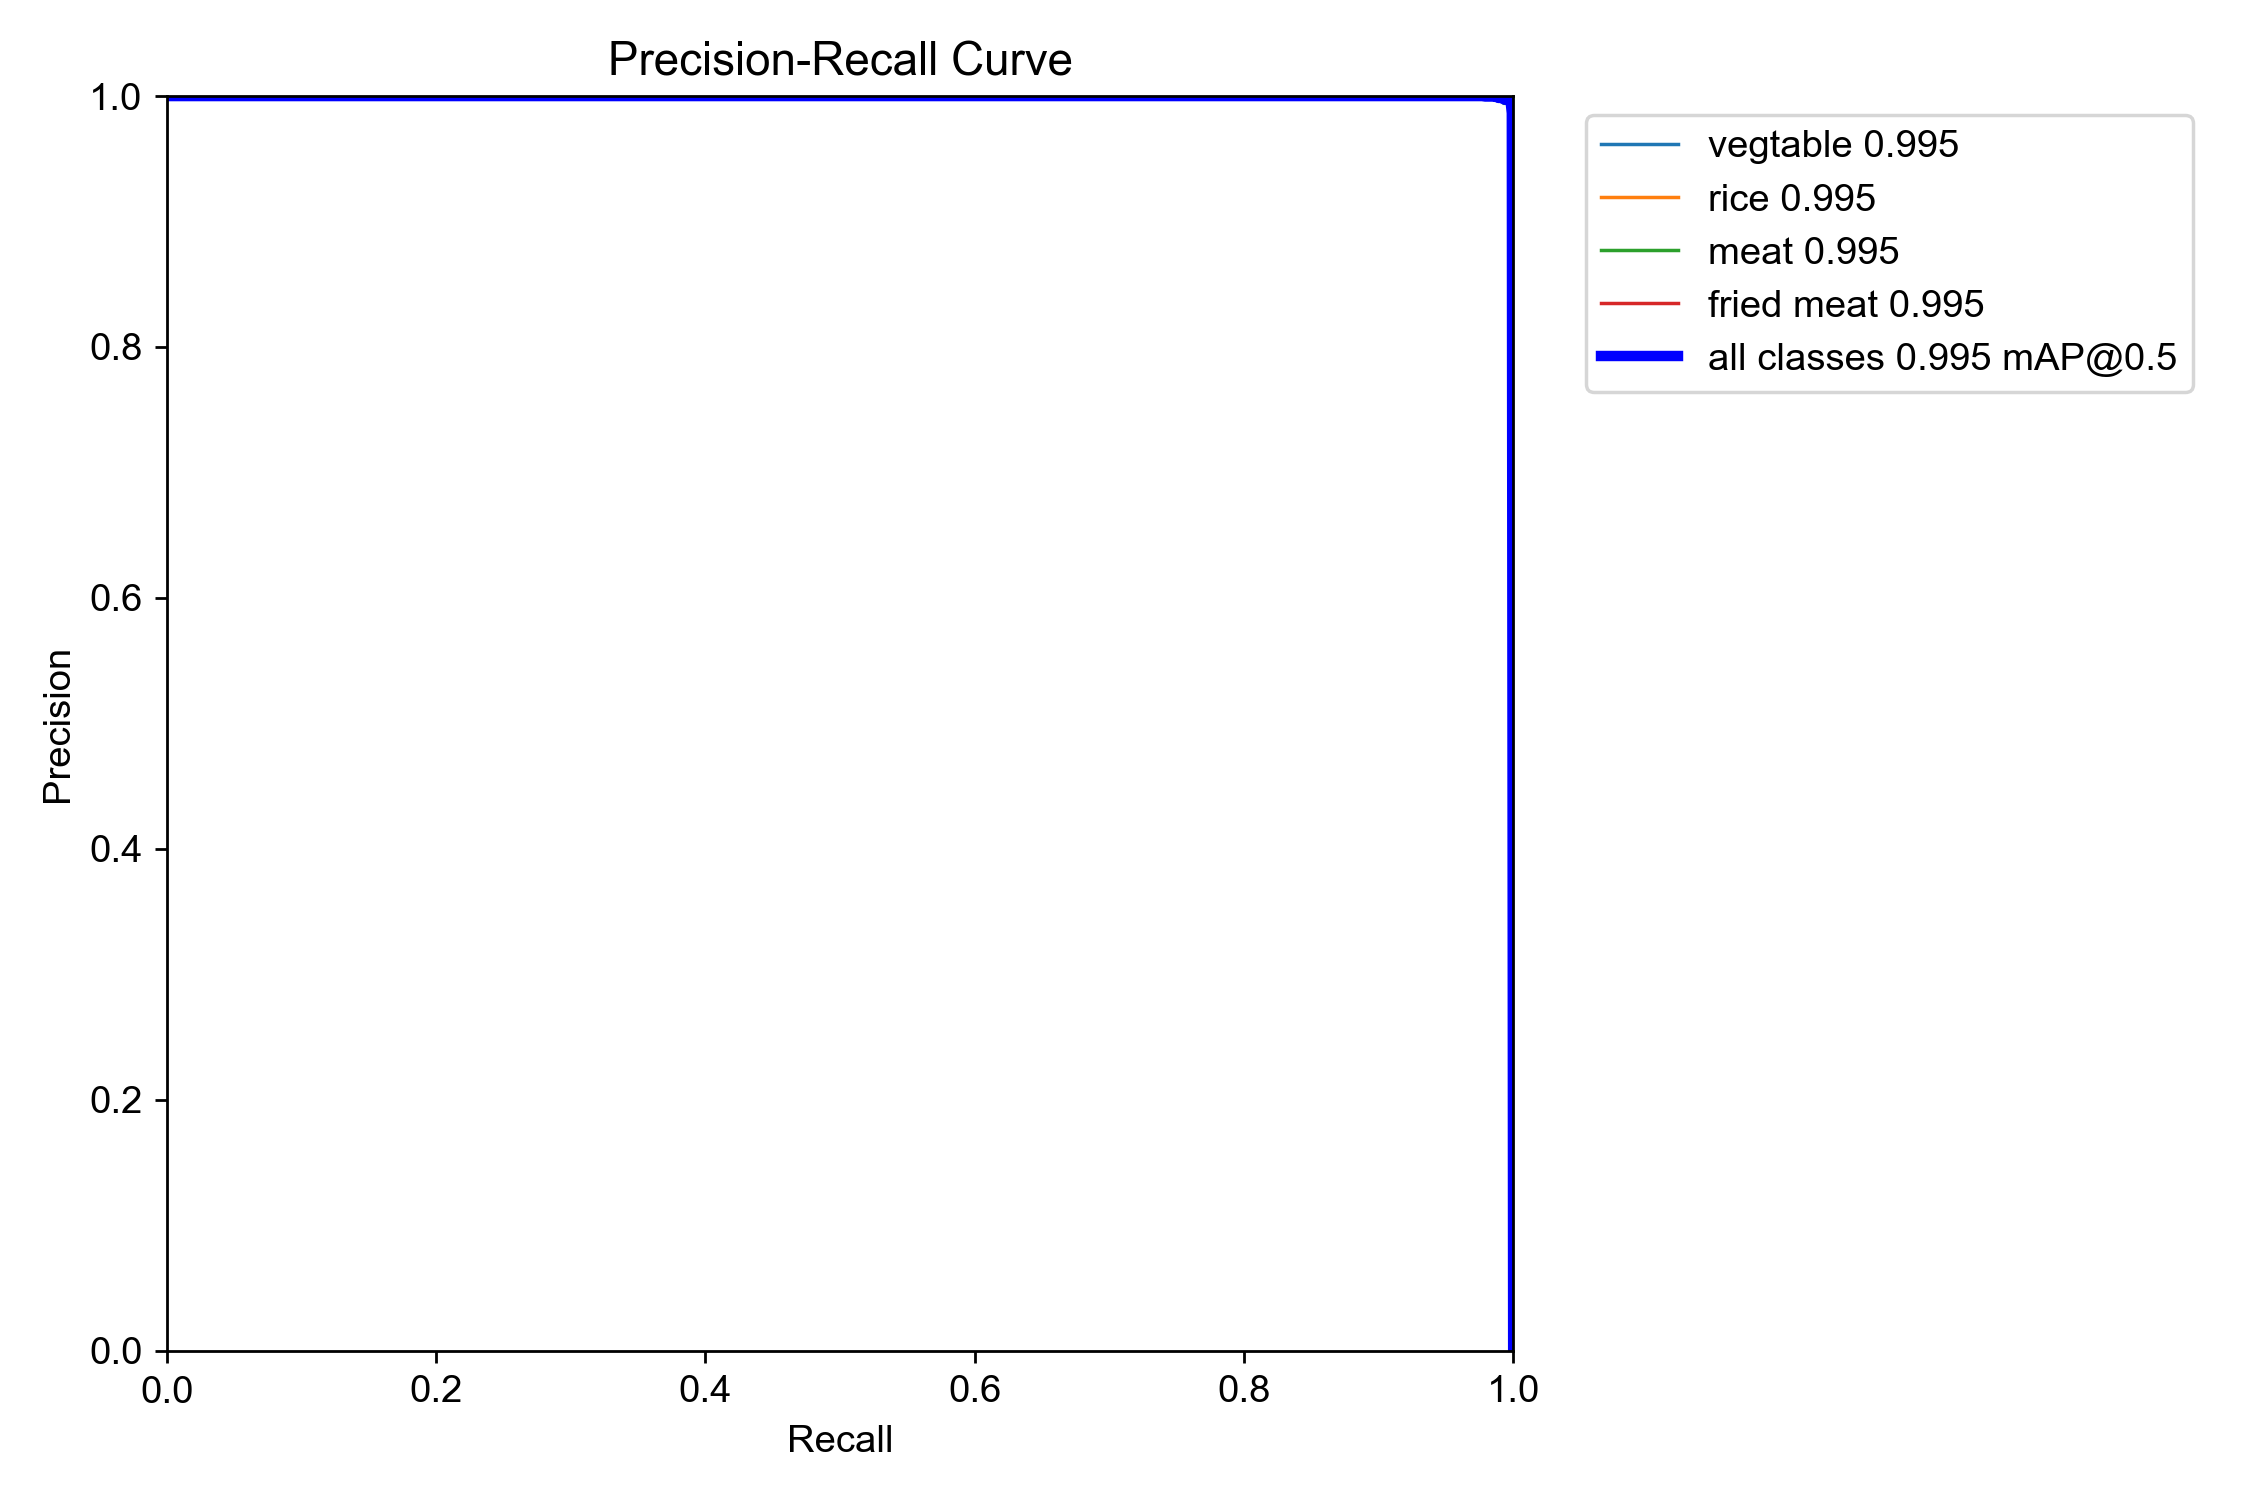 Precision-Recall Curve
1.0
0.8
0.6
0.4
0.2
0.0
Precision
0.0 0.2 0.4 0.6 0.8 1.0
Recall
vegtable 0.995
rice 0.995
meat 0.995
fried meat 0.995
all classes 0.995 mAP@0.5